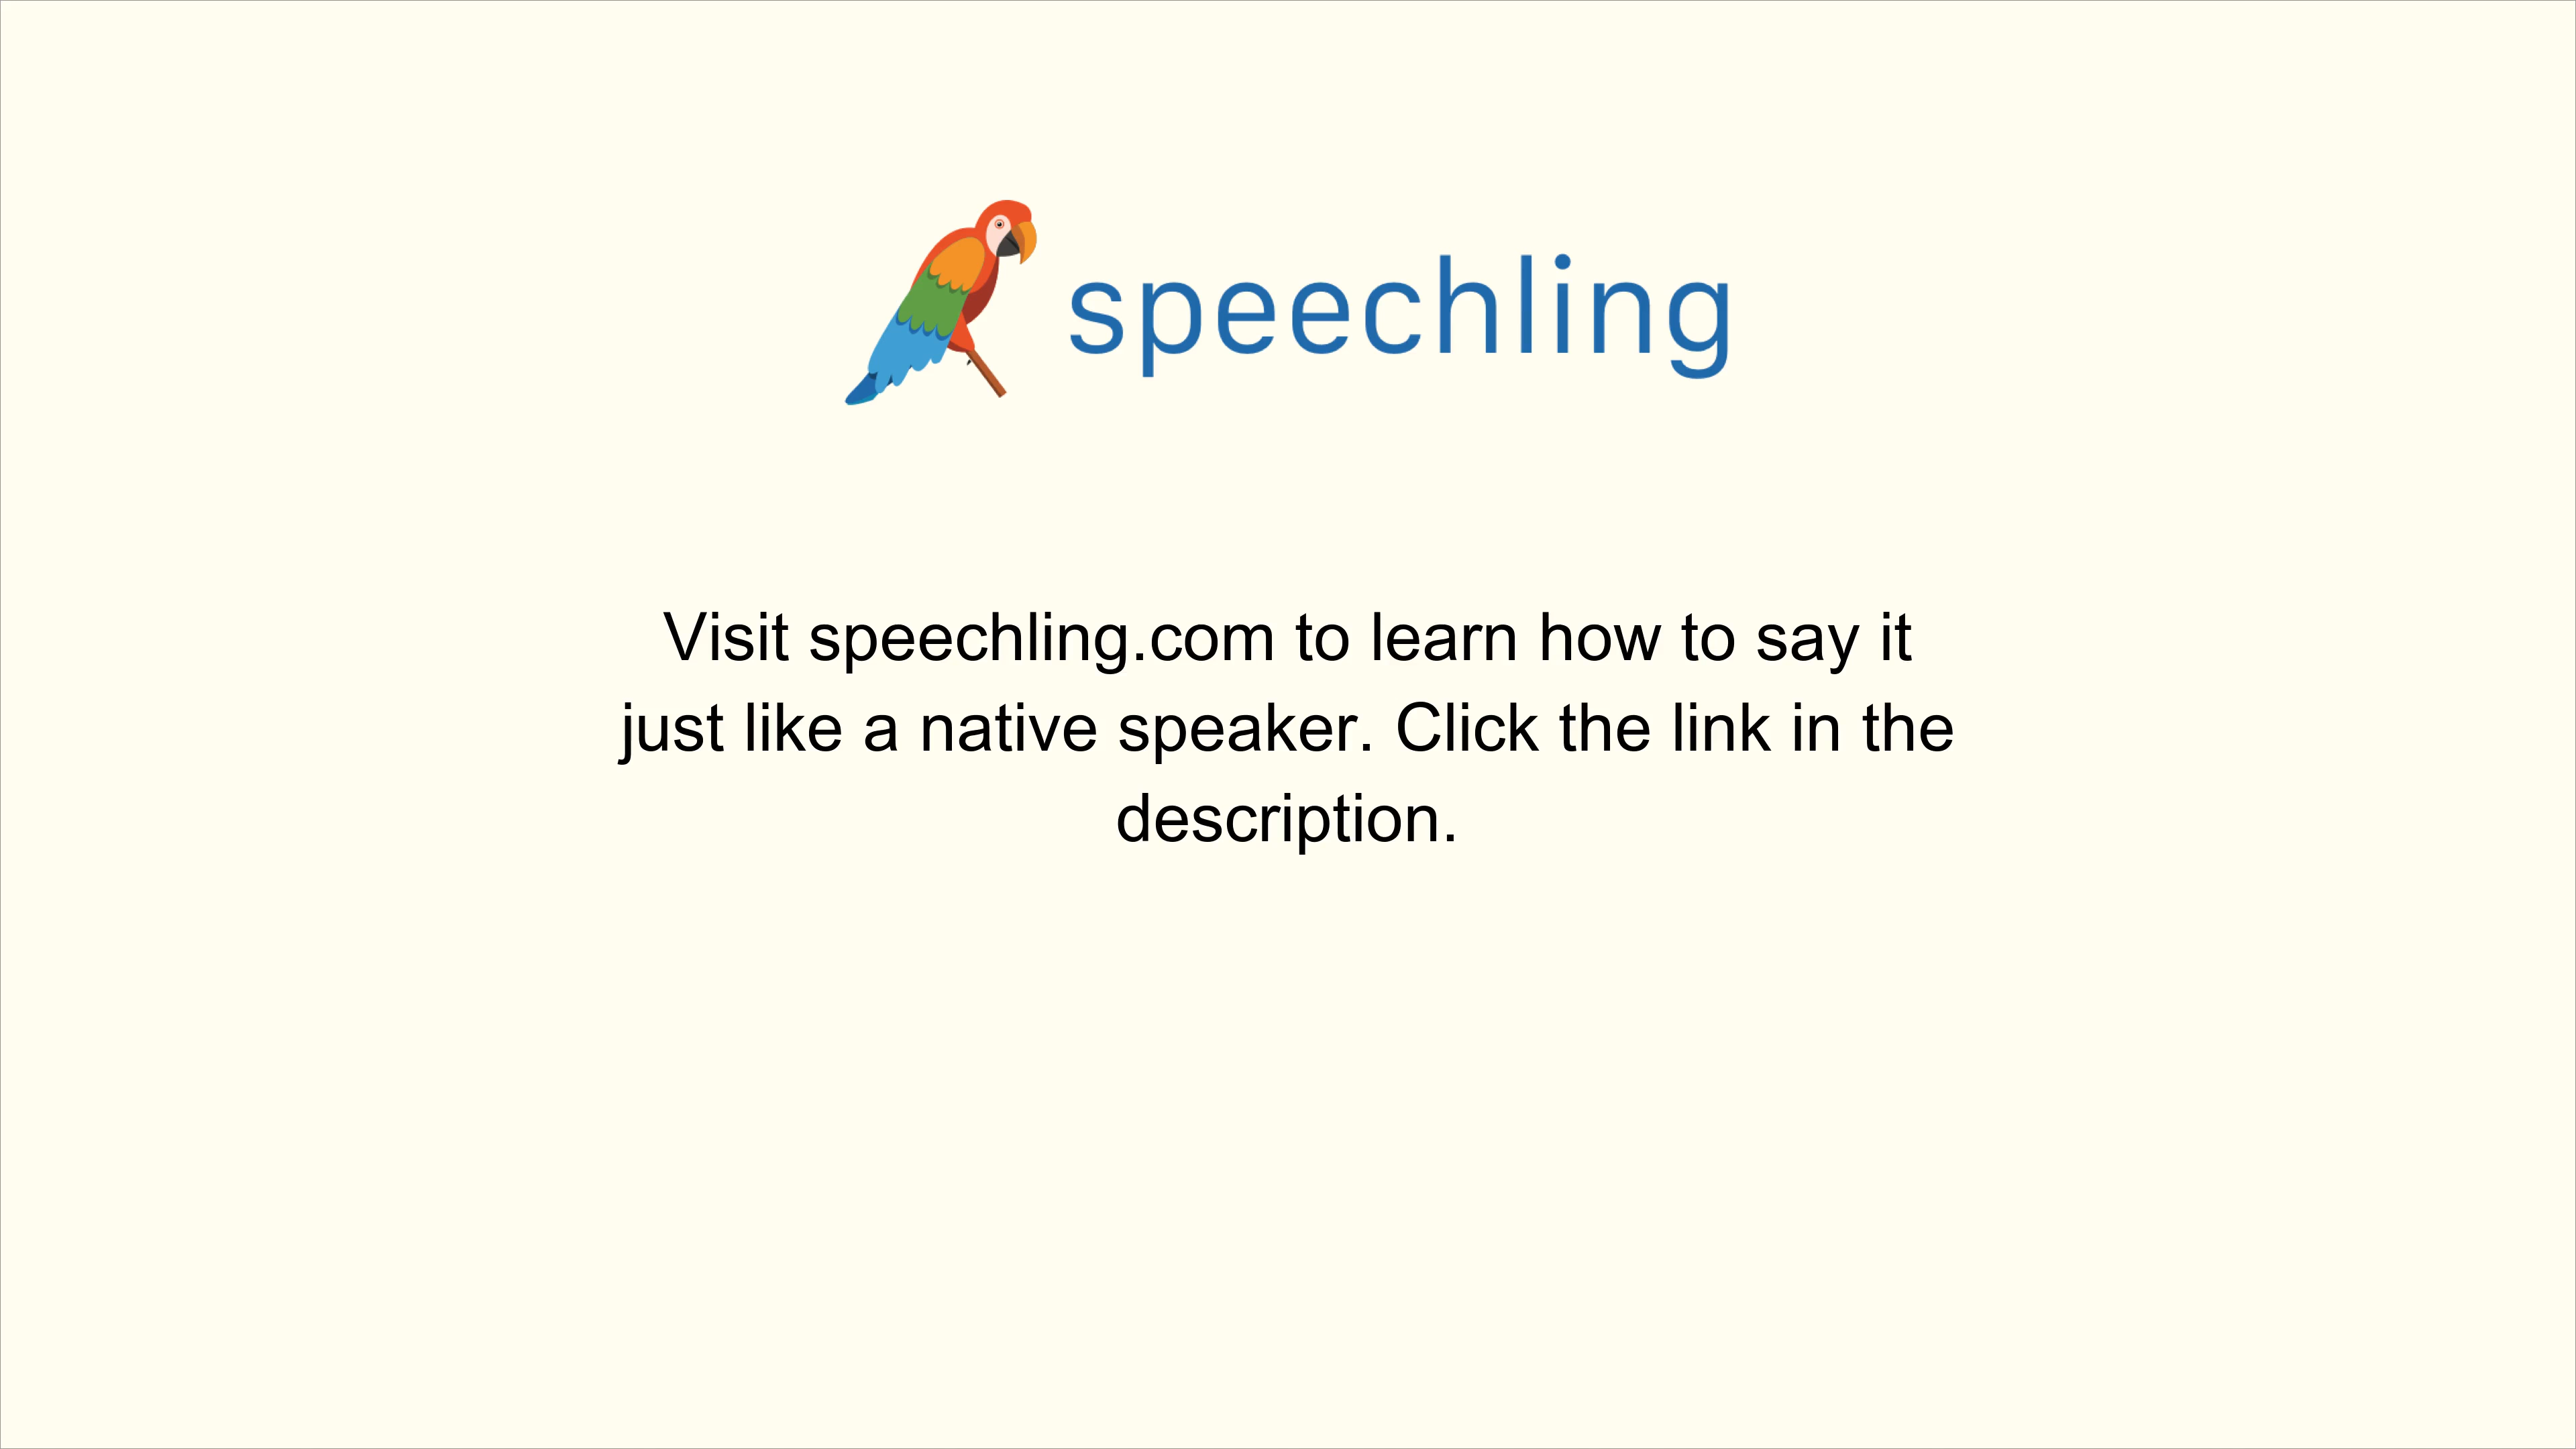 speechling
Visit speechling.com to learn how to say it
just like a native speaker. Click the link in the
description.